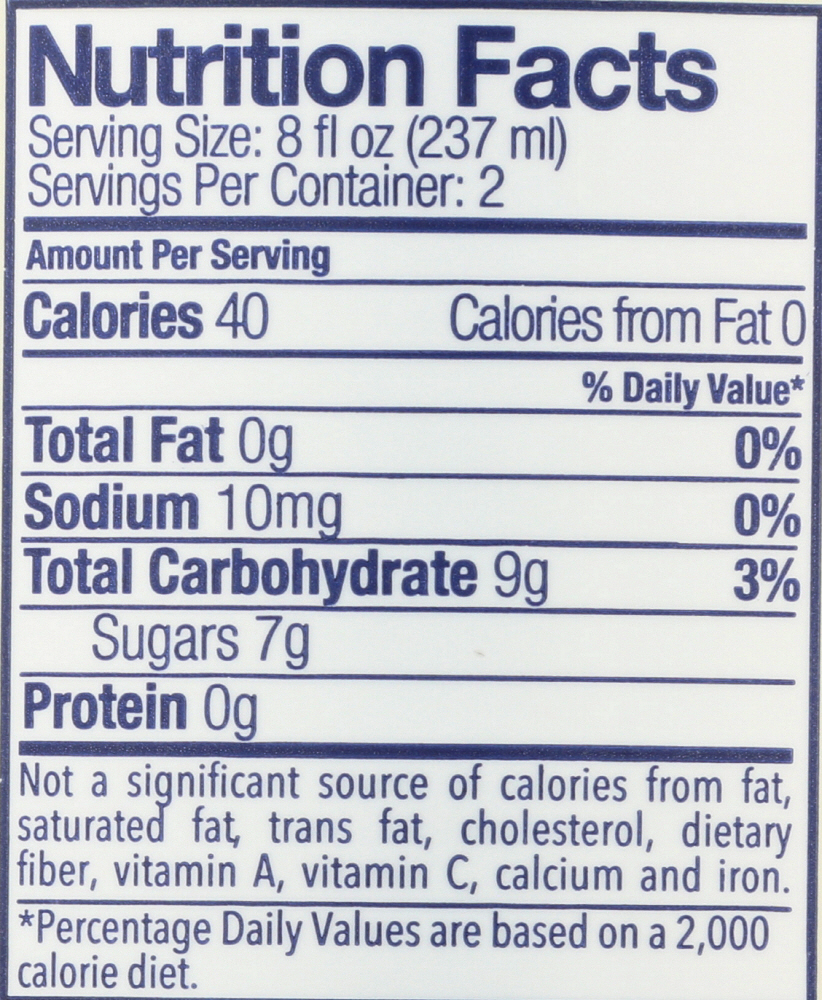 Nutrition Facts
Serving Size: 8 fl oz (237 ml)
Servings Per Container: 2
Amount Per Serving
Calories 40 Calories from Fat 0
% Daily Value*
Total Fat 0g 0%
Sodium 10mg 0%
Total Carbohydrate 9g 3%
Sugars 7g
Protein 0g
Not a significant source of calories from fat,
saturated fat, trans fat, cholesterol, dietary
fiber, vitamin A, vitamin C, calcium and iron.
*Percentage Daily Values are based on a 2,000
calorie diet.